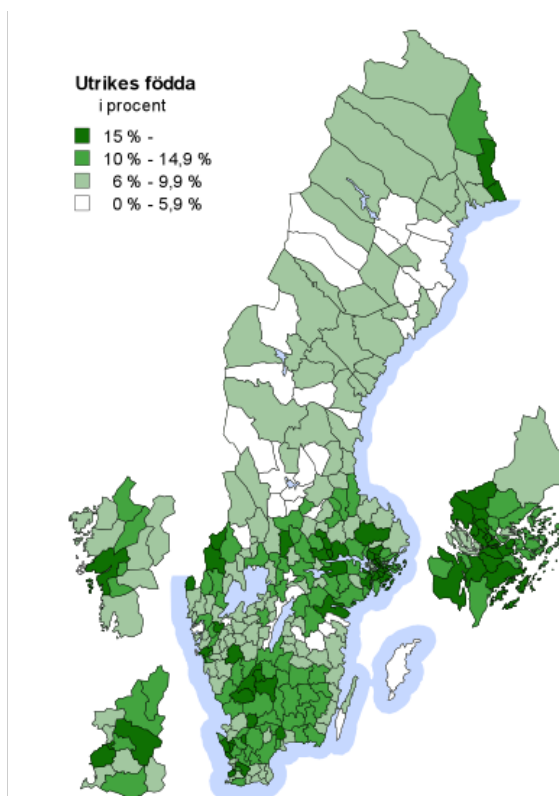 Utrikes födda
i procent
15 % -
10 % - 14,9 %
6 % - 9,9 %
0 % - 5,9 %